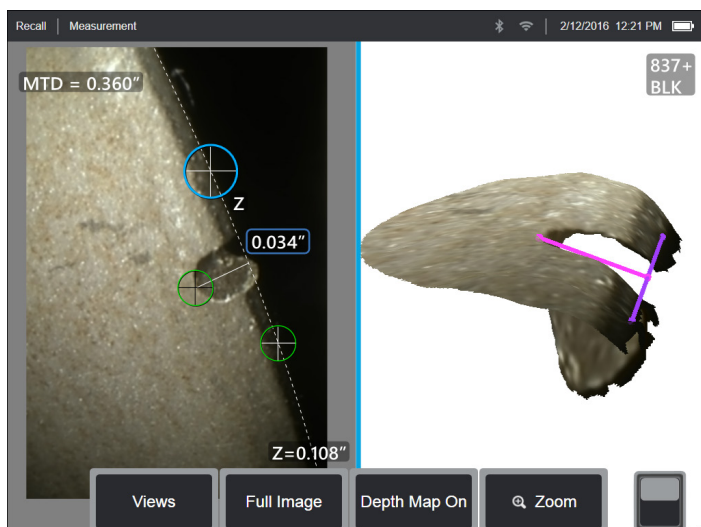 Recall | Measurement
2/12/2016 12:21 PM
MTD = 0.360"
837+
BLK
Z
0.034"
Z=0.108"
Views
Full Image
Depth Map On
Zoom